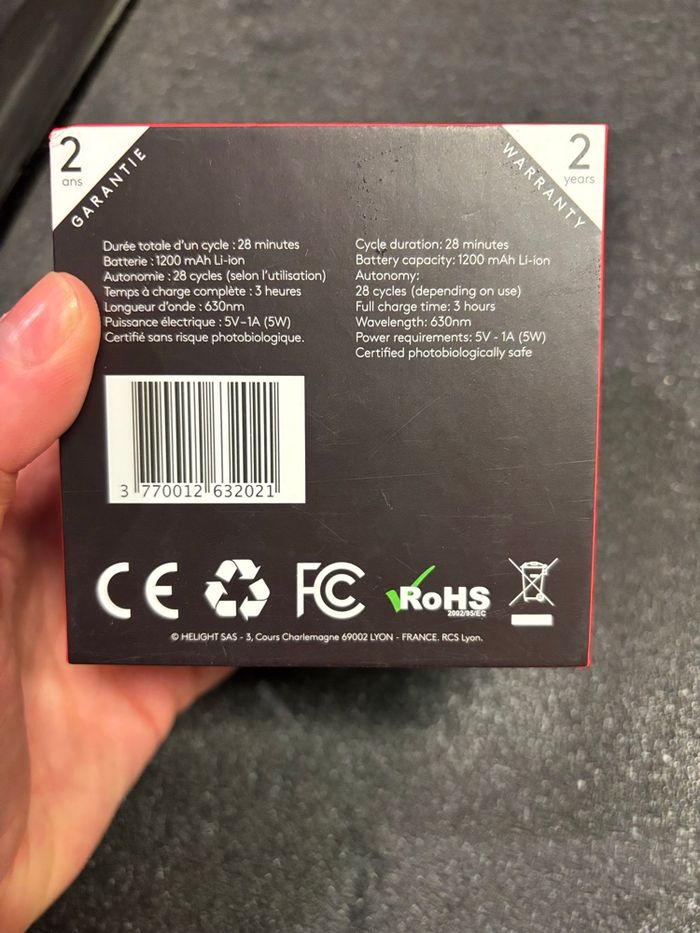 2
ans
GARANTIE
2
years
WARRANTY
Durée totale d'un cycle : 28 minutes
Batterie : 1200 mAh Li-ion
Autonomie : 28 cycles (selon l'utilisation)
Temps à charge complète : 3 heures
Longueur d'onde : 630nm
Puissance électrique : 5V-1A (5W)
Certifié sans risque photobiologique.
Cycle duration: 28 minutes
Battery capacity: 1200 mAh Li-ion
Autonomy:
28 cycles (depending on use)
Full charge time: 3 hours
Wavelength: 630nm
Power requirements: 5V - 1A (5W)
Certified photobiologically safe
3 770012 632021
CE
FC
RoHS
2002/95/EC
© HELIGHT SAS - 3, Cours Charlemagne 69002 LYON - FRANCE. RCS Lyon.